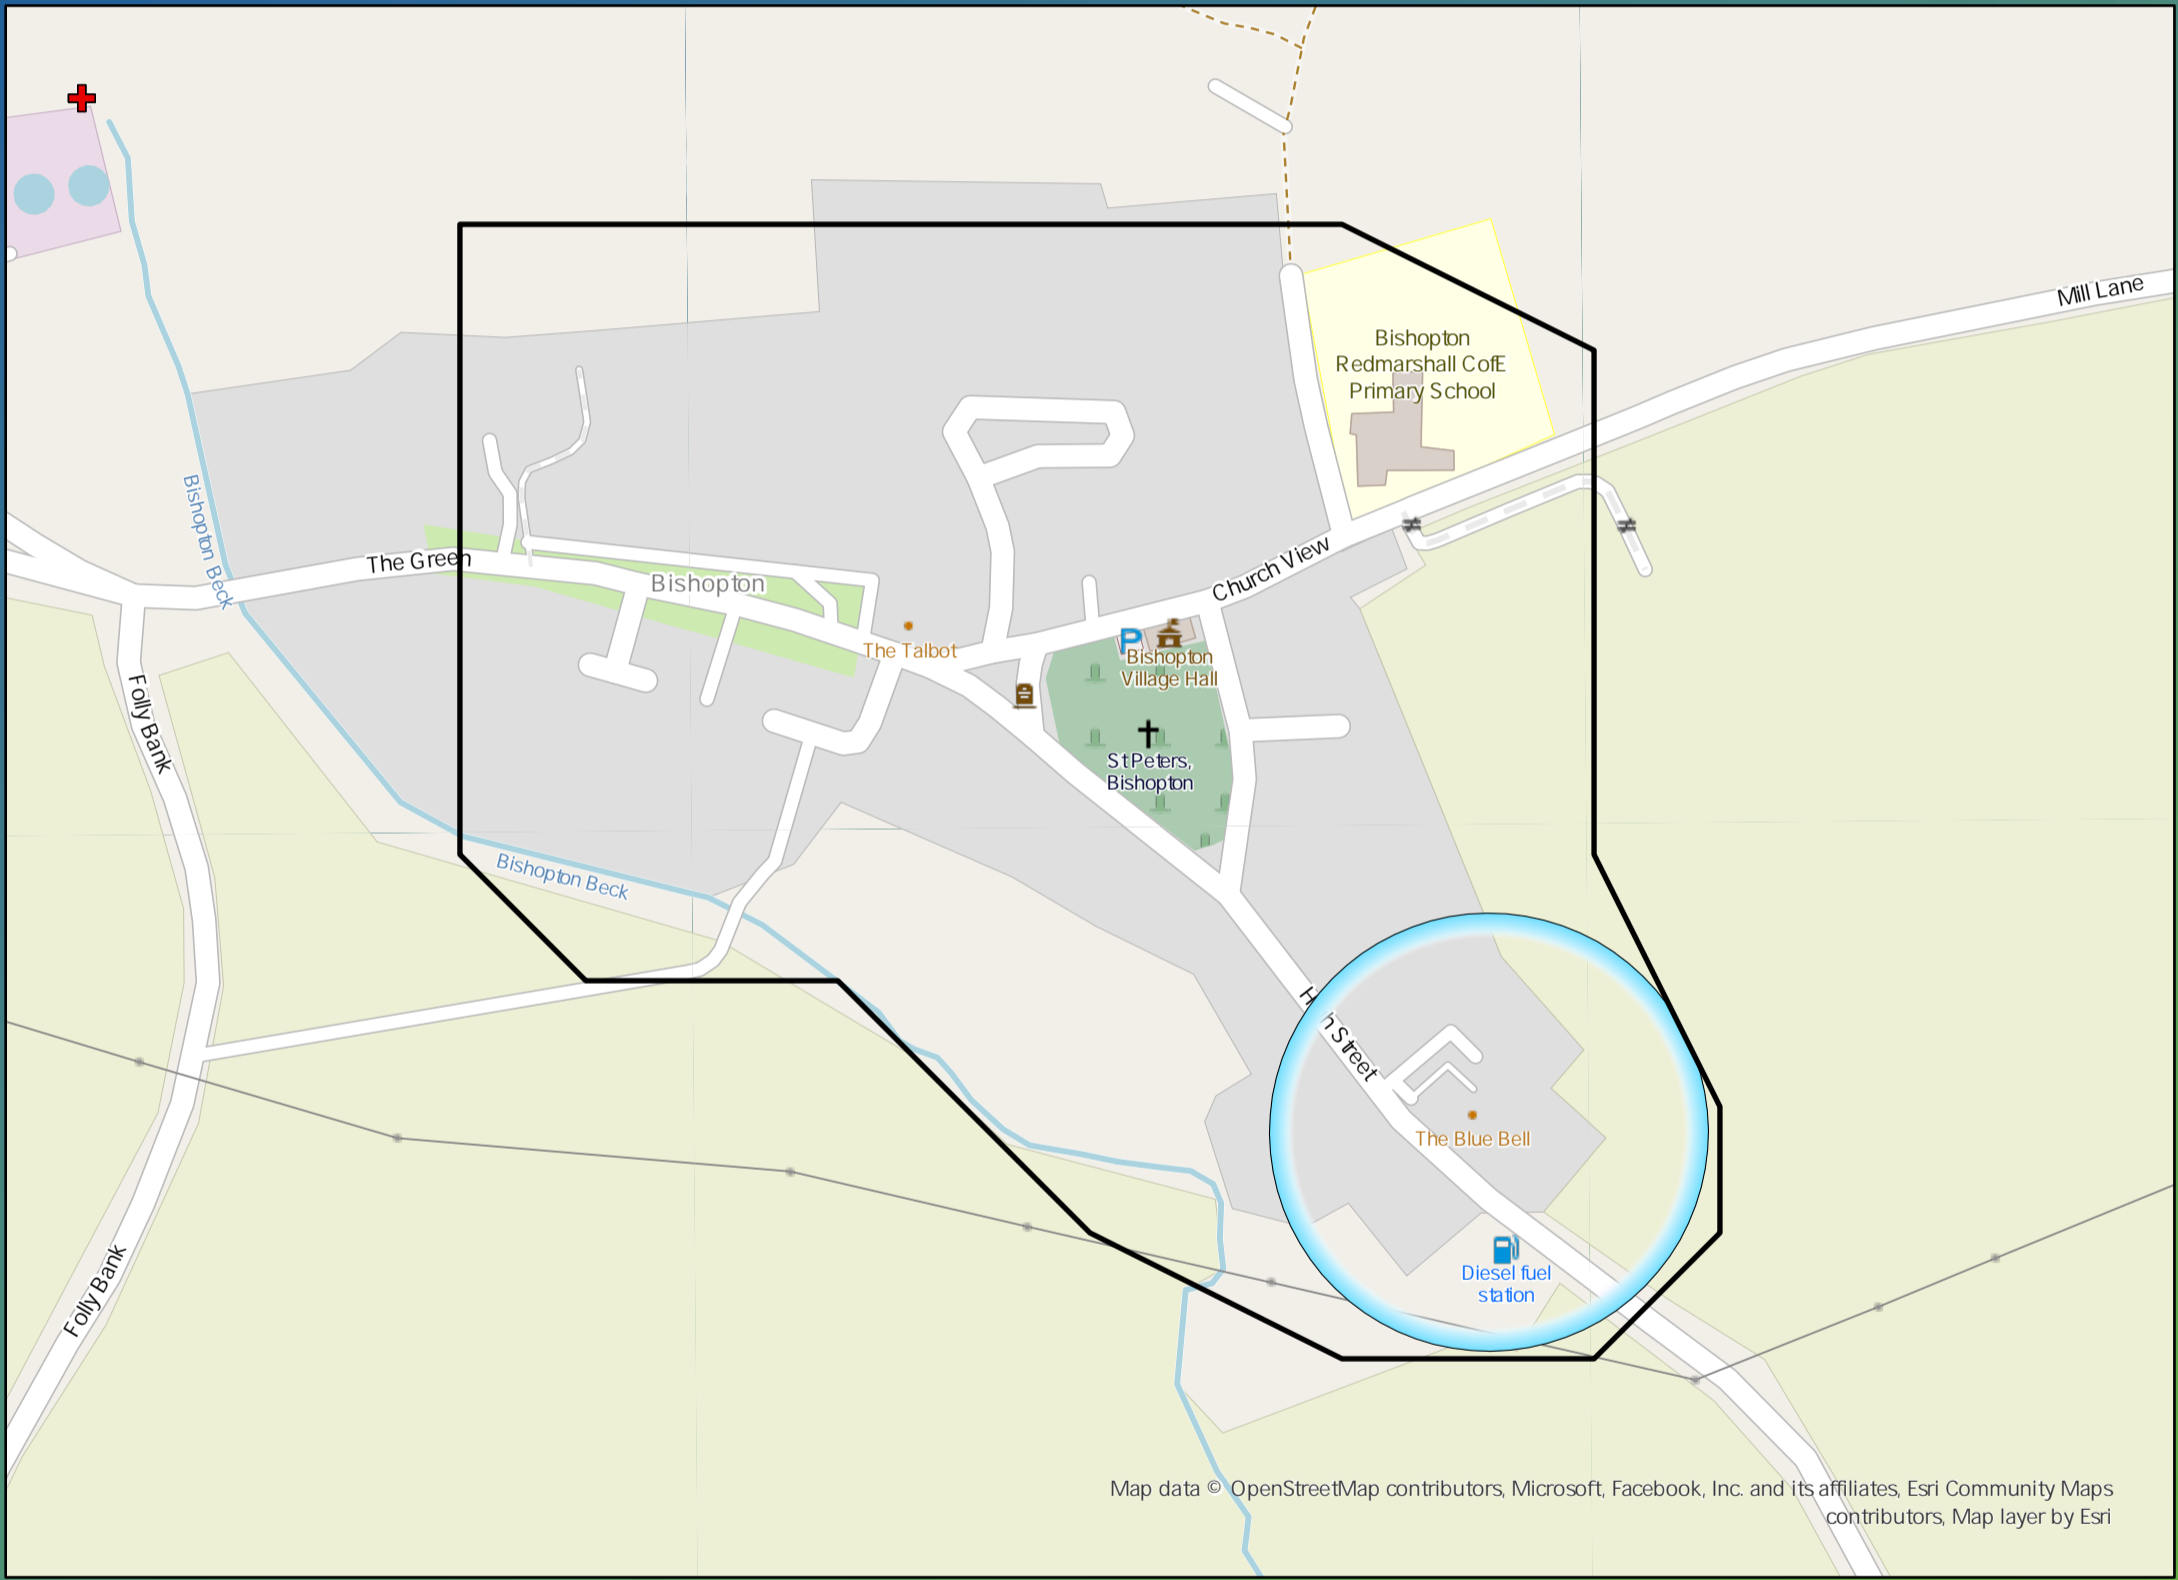 Mill Lane
Bishopton
Redmarshall CofE
Primary School
Bishopton Beck
The Green
Bishopton
Church View
The Talbot
P
Bishopton
Village Hall
Folly Bank
St Peters,
Bishopton
Bishopton Beck
Street
The Blue Bell
Folly Bank
Diesel fuel
station
Map data © OpenStreetMap contributors, Microsoft, Facebook, Inc. and its affiliates, Esri Community Maps
contributors, Map layer by Esri